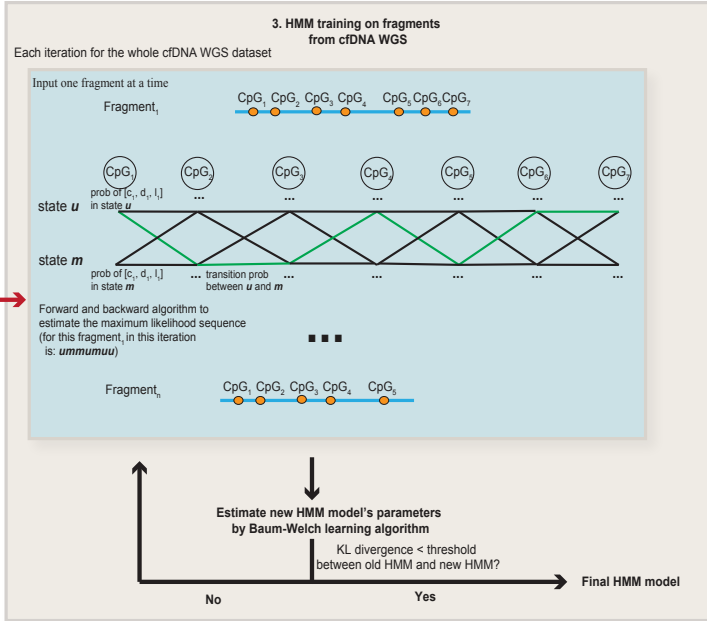 3. HMM training on fragments
from cfDNA WGS
Each iteration for the whole cfDNA WGS dataset
Input one fragment at a time
Fragment₁
CpG₁ CpG₂ CpG₃ CpG₄ CpG₅ CpG₆ CpG₇
CpG₁ CpG₂ CpG₃ CpG₄ CpG₅ CpG₆ CpG₇
prob of [c₁, d₁, l₁] ... ... ... ... ... ...
state u in state u
state m
prob of [c₁, d₁, l₁] ... transition prob ... ... ... ... ...
in state m between u and m
Forward and backward algorithm to
estimate the maximum likelihood sequence
(for this fragment₁ in this iteration
is: ummumuu)
...
Fragmentₙ
CpG₁ CpG₂ CpG₃ CpG₄ CpG₅
Estimate new HMM model's parameters
by Baum-Welch learning algorithm
KL divergence < threshold
between old HMM and new HMM?
Final HMM model
No Yes